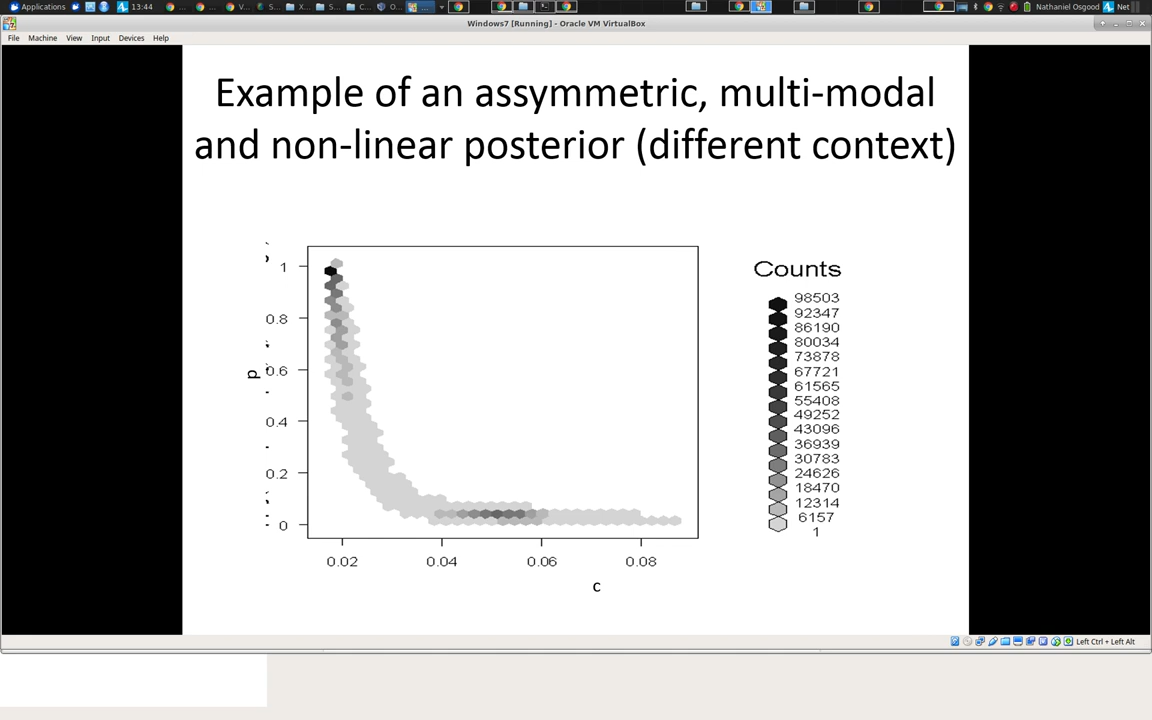 Applications
13:44
V...
S...
X...
S...
C...
O...
...
Nathaniel Osgood
Net
Windows7 [Running] - Oracle VM VirtualBox
File Machine View Input Devices Help
Example of an assymmetric, multi-modal
and non-linear posterior (different context)
Counts
98503
92347
86190
80034
73878
67721
61565
55408
49252
43096
36939
30783
24626
18470
12314
6157
1
1
0.8
0.6
0.4
0.2
0
p
0.02 0.04 0.06 0.08
c
Left Ctrl + Left Alt